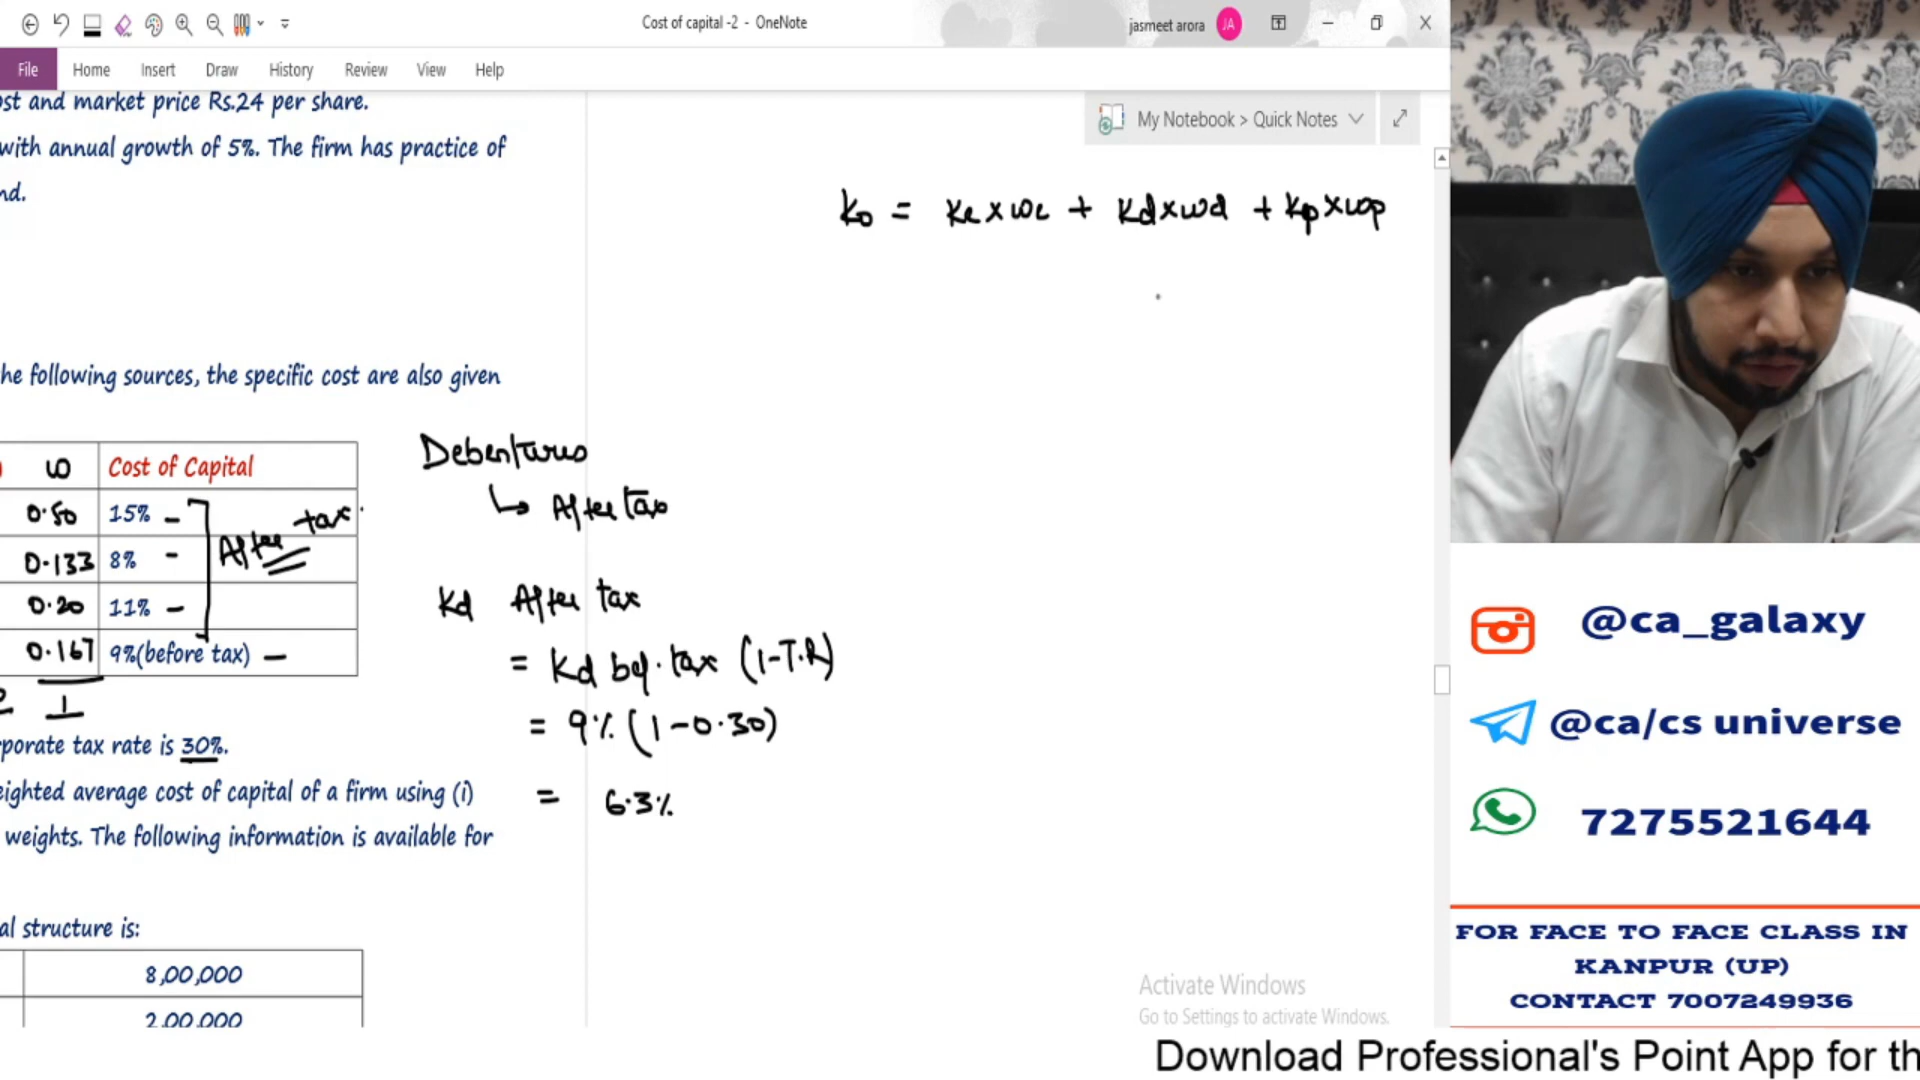 Cost of capital -2 - OneNote
jasmeet arora JA
File Home Insert Draw History Review View Help
My Notebook > Quick Notes
ost and market price Rs.24 per share.
with annual growth of 5%. The firm has practice of
nd.
Ko = Ke x We + Kd x Wd + Kp x Wp
he following sources, the specific cost are also given
ω Cost of Capital
0.50 15% -
0.133 8% -
0.20 11% -
0.167 9%(before tax) -
After tax
1
Debentures
After tax
Kd After tax
= Kd bef. tax (1-T.R)
= 9% (1-0.30)
= 6.3%
porate tax rate is 30%.
eighted average cost of capital of a firm using (i)
weights. The following information is available for
al structure is:
8,00,000
2,00,000
Activate Windows
Go to Settings to activate Windows.
@ca_galaxy
@ca/cs universe
7275521644
FOR FACE TO FACE CLASS IN
KANPUR (UP)
CONTACT 7007249936
Download Professional's Point App for th